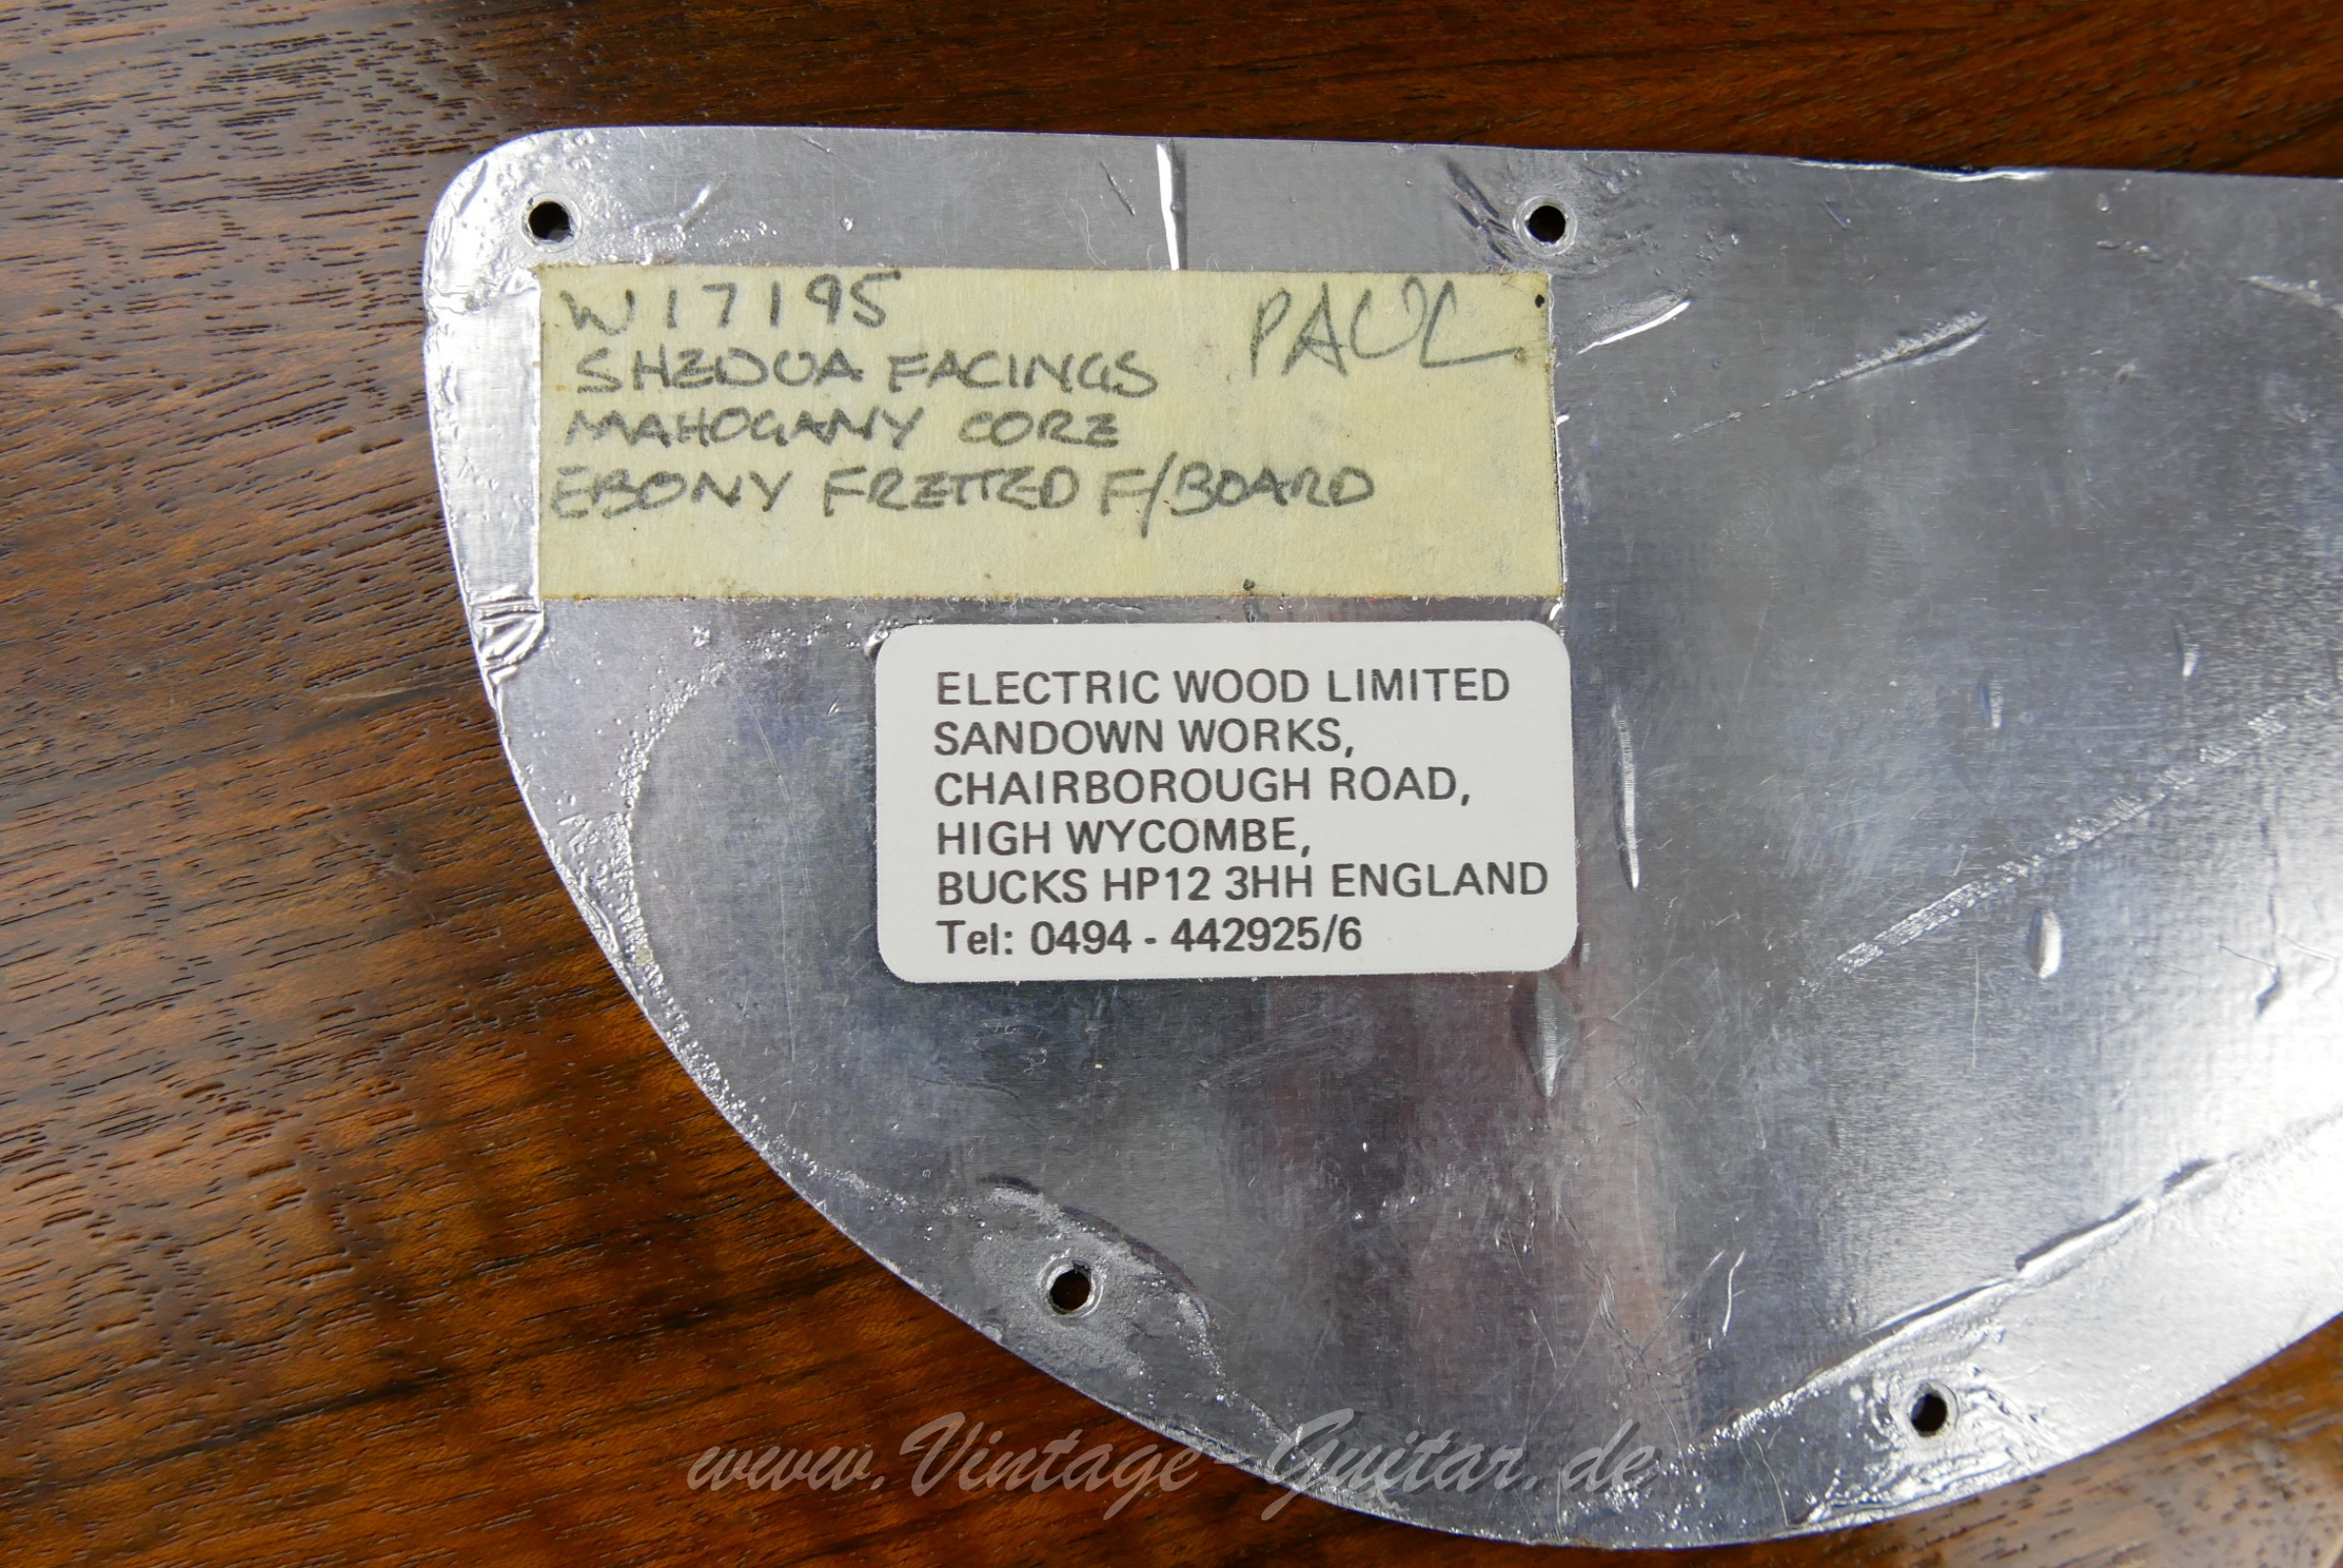 W17195
PAUL
SHEDUA FACINGS
MAHOGANY CORE
EBONY FRETTED F/BOARD
ELECTRIC WOOD LIMITED
SANDOWN WORKS,
CHAIRBOROUGH ROAD,
HIGH WYCOMBE,
BUCKS HP12 3HH ENGLAND
Tel: 0494 - 442925/6
www.Vintage-Guitar.de